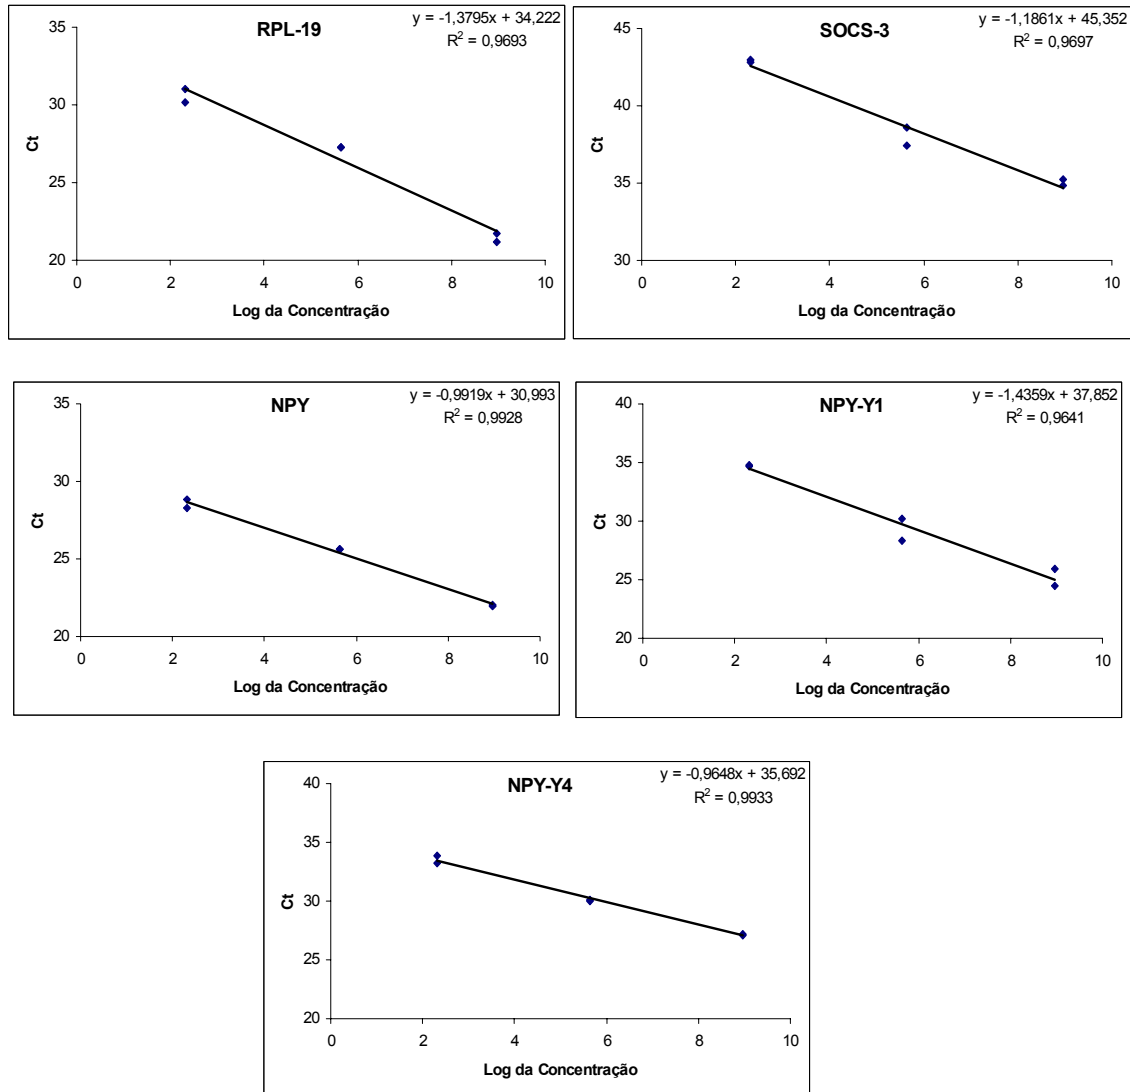 RPL-19
y = -1,3795x + 34,222
R² = 0,9693
35
30
25
20
Ct
0 2 4 6 8 10
Log da Concentração
SOCS-3
y = -1,1861x + 45,352
R² = 0,9697
45
40
35
30
Ct
0 2 4 6 8 10
Log da Concentração
NPY
y = -0,9919x + 30,993
R² = 0,9928
35
30
25
20
Ct
0 2 4 6 8 10
Log da Concentração
NPY-Y1
y = -1,4359x + 37,852
R² = 0,9641
40
35
30
25
20
Ct
0 2 4 6 8 10
Log da Concentração
NPY-Y4
y = -0,9648x + 35,692
R² = 0,9933
40
35
30
25
20
Ct
0 2 4 6 8 10
Log da Concentração